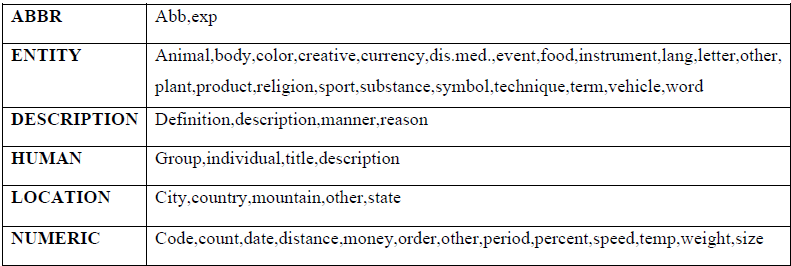 ABBR Abb,exp
ENTITY Animal,body,color,creative,currency,dis.med.,event,food,instrument,lang,letter,other,
plant,product,religion,sport,substance,symbol,technique,term,vehicle,word
DESCRIPTION Definition,description,manner,reason
HUMAN Group,individual,title,description
LOCATION City,country,mountain,other,state
NUMERIC Code,count,date,distance,money,order,other,period,percent,speed,temp,weight,size